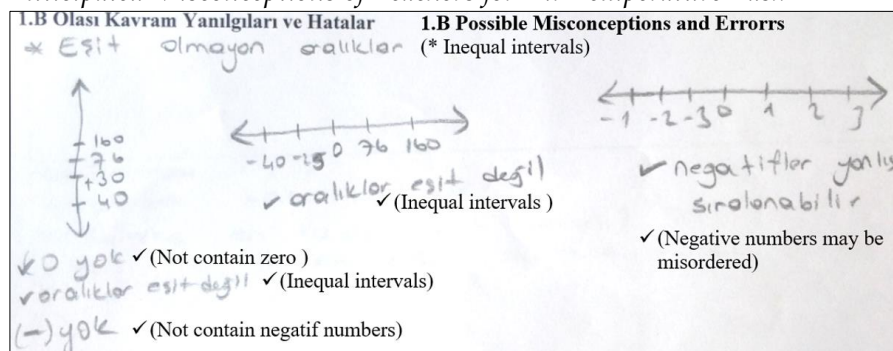 1.B Olası Kavram Yanılgıları ve Hatalar 1.B Possible Misconceptions and Errorrs
* Eşit olmayan aralıklar (* Inequal intervals)
160
76
+30
40
-40 -25 0 76 160
-1 -2 -3 0 1 2 3
✓ aralıklar eşit değil
✓ (Inequal intervals )
✓ negatifler yanlış
sıralanabilir
✓ (Negative numbers may be
misordered)
✓ 0 yok ✓ (Not contain zero )
✓ aralıklar eşit değil ✓ (Inequal intervals)
(-) yok ✓ (Not contain negatif numbers)